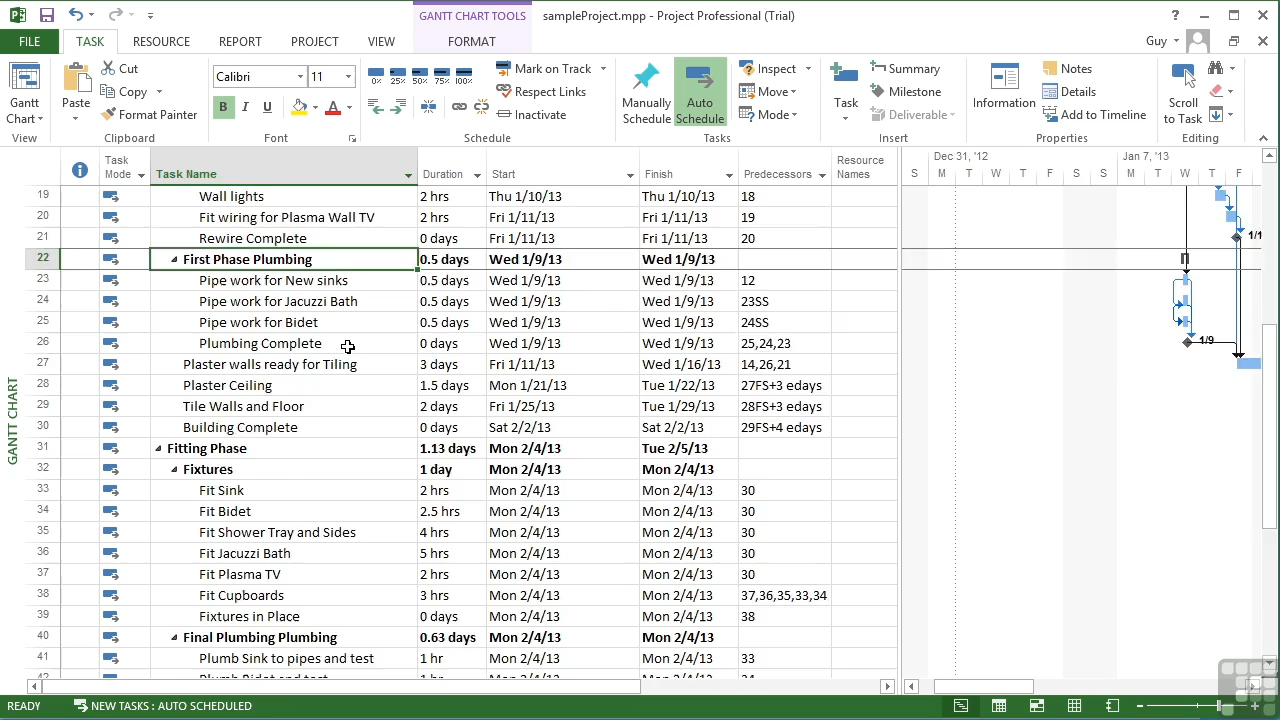 GANTT CHART TOOLS sampleProject.mpp - Project Professional (Trial)
FILE TASK RESOURCE REPORT PROJECT VIEW FORMAT Guy
Gantt Chart
View
Paste Cut Copy Format Painter
Clipboard
Calibri 11
B I U A
Font
0% 25% 50% 75% 100%
Mark on Track
Respect Links
Inactivate
Schedule
Manually Schedule
Auto Schedule
Inspect
Move
Mode
Tasks
Task
Summary
Milestone
Deliverable
Insert
Information
Notes
Details
Add to Timeline
Properties
Scroll to Task
Editing
Task Mode Task Name Duration Start Finish Predecessors Resource Names
Dec 31, '12 Jan 7, '13
S M T W T F S S M T W T F
19 Wall lights 2 hrs Thu 1/10/13 Thu 1/10/13 18
20 Fit wiring for Plasma Wall TV 2 hrs Fri 1/11/13 Fri 1/11/13 19
21 Rewire Complete 0 days Fri 1/11/13 Fri 1/11/13 20 1/1
22 First Phase Plumbing 0.5 days Wed 1/9/13 Wed 1/9/13
23 Pipe work for New sinks 0.5 days Wed 1/9/13 Wed 1/9/13 12
24 Pipe work for Jacuzzi Bath 0.5 days Wed 1/9/13 Wed 1/9/13 23SS
25 Pipe work for Bidet 0.5 days Wed 1/9/13 Wed 1/9/13 24SS
26 Plumbing Complete 0 days Wed 1/9/13 Wed 1/9/13 25,24,23 1/9
27 Plaster walls ready for Tiling 3 days Fri 1/11/13 Wed 1/16/13 14,26,21
28 Plaster Ceiling 1.5 days Mon 1/21/13 Tue 1/22/13 27FS+3 edays
29 Tile Walls and Floor 2 days Fri 1/25/13 Tue 1/29/13 28FS+3 edays
30 Building Complete 0 days Sat 2/2/13 Sat 2/2/13 29FS+4 edays
31 Fitting Phase 1.13 days Mon 2/4/13 Tue 2/5/13
32 Fixtures 1 day Mon 2/4/13 Mon 2/4/13
33 Fit Sink 2 hrs Mon 2/4/13 Mon 2/4/13 30
34 Fit Bidet 2.5 hrs Mon 2/4/13 Mon 2/4/13 30
35 Fit Shower Tray and Sides 4 hrs Mon 2/4/13 Mon 2/4/13 30
36 Fit Jacuzzi Bath 5 hrs Mon 2/4/13 Mon 2/4/13 30
37 Fit Plasma TV 2 hrs Mon 2/4/13 Mon 2/4/13 30
38 Fit Cupboards 3 hrs Mon 2/4/13 Mon 2/4/13 37,36,35,33,34
39 Fixtures in Place 0 days Mon 2/4/13 Mon 2/4/13 38
40 Final Plumbing Plumbing 0.63 days Mon 2/4/13 Mon 2/4/13
41 Plumb Sink to pipes and test 1 hr Mon 2/4/13 Mon 2/4/13 33
GANTT CHART
READY NEW TASKS : AUTO SCHEDULED